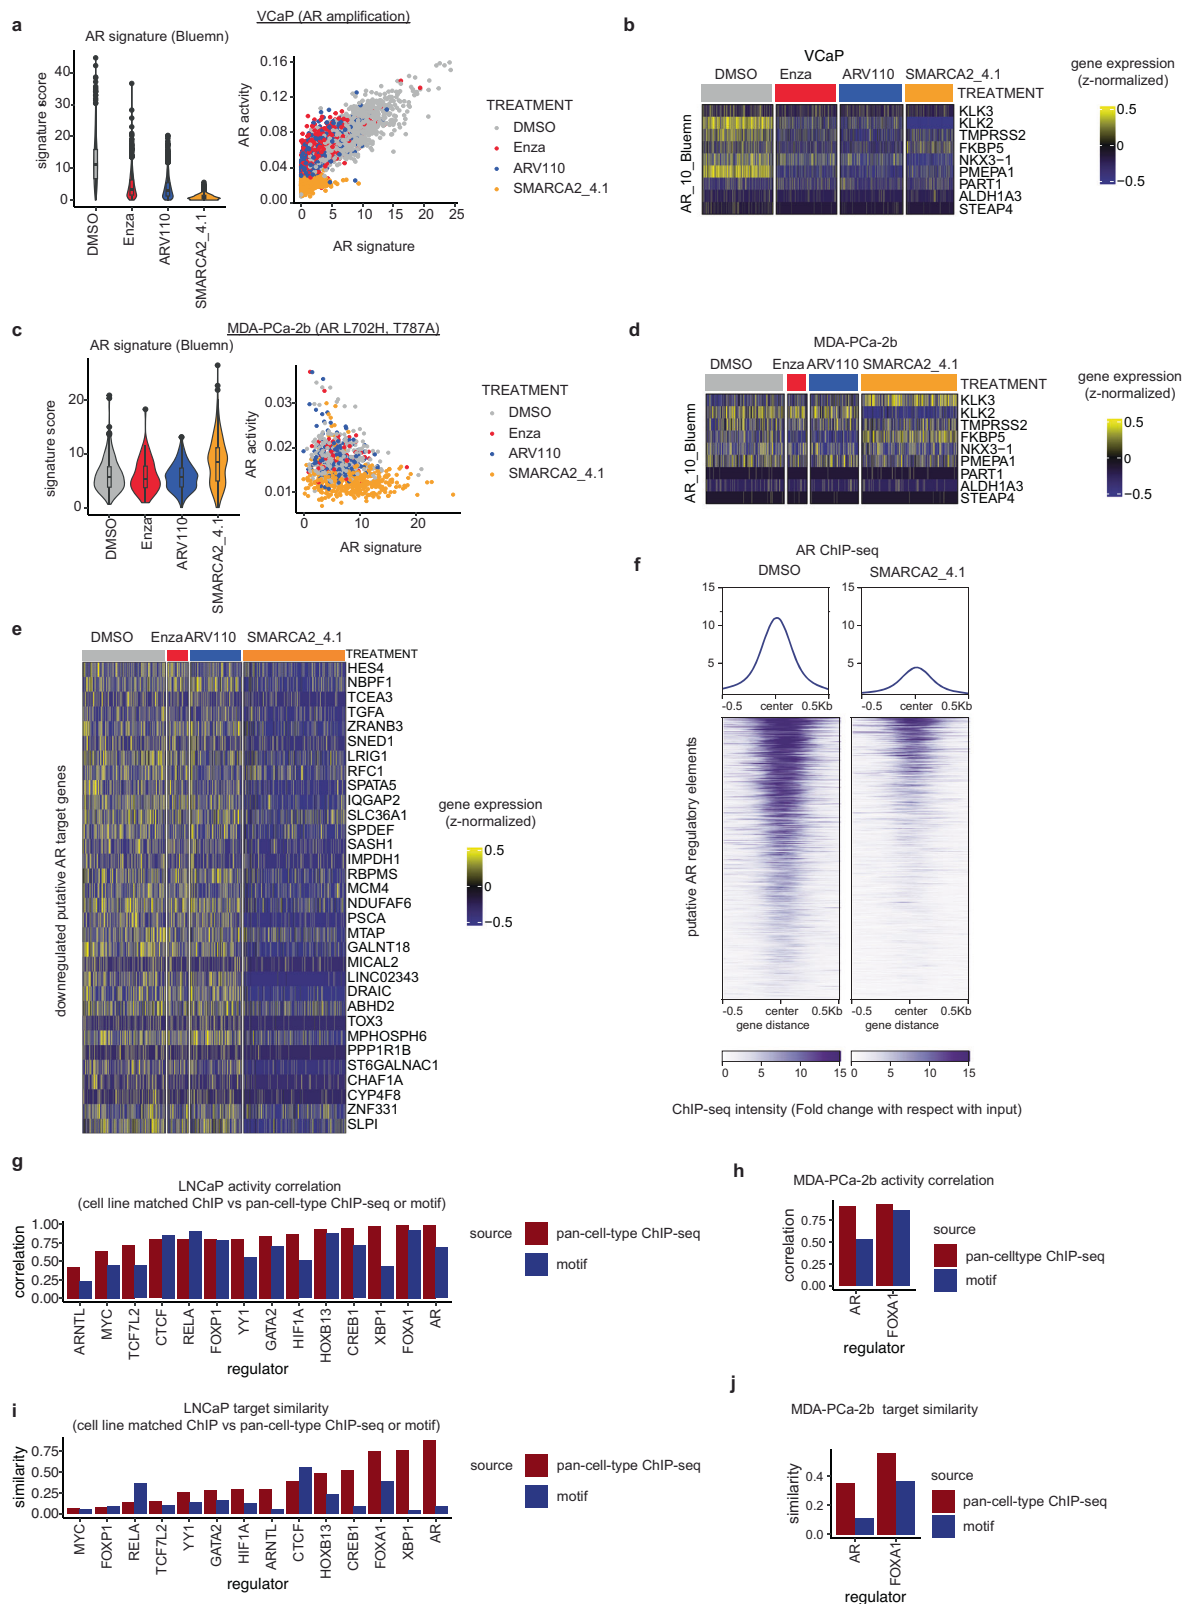 a
VCaP (AR amplification)
AR signature (Bluemn)
signature score
40
30
20
10
0
DMSO
Enza
ARV110
SMARCA2_4.1
AR activity
0.16
0.12
0.08
0.04
0.00
0
5
10
15
20
25
AR signature
TREATMENT
DMSO
Enza
ARV110
SMARCA2_4.1
b
VCaP
DMSO
Enza
ARV110
SMARCA2_4.1
TREATMENT
AR_10_Bluemn
KLK3
KLK2
TMPRSS2
FKBP5
NKX3−1
PMEPA1
PART1
ALDH1A3
STEAP4
gene expression
(z-normalized)
0.5
0
−0.5
c
MDA-PCa-2b (AR L702H, T787A)
AR signature (Bluemn)
signature score
20
10
0
DMSO
Enza
ARV110
SMARCA2_4.1
AR activity
0.03
0.02
0.01
0
10
20
AR signature
TREATMENT
DMSO
Enza
ARV110
SMARCA2_4.1
d
MDA-PCa-2b
DMSO
Enza
ARV110
SMARCA2_4.1
TREATMENT
AR_10_Bluemn
KLK3
KLK2
TMPRSS2
FKBP5
NKX3−1
PMEPA1
PART1
ALDH1A3
STEAP4
gene expression
(z-normalized)
0.5
0
−0.5
e
DMSO
Enza
ARV110
SMARCA2_4.1
TREATMENT
downregulated putative AR target genes
HES4
NBPF1
TCEA3
TGFA
ZRANB3
SNED1
LRIG1
RFC1
SPATA5
IQGAP2
SLC36A1
SPDEF
SASH1
IMPDH1
RBPMS
MCM4
NDUFAF6
PSCA
MTAP
GALNT18
MICAL2
LINC02343
DRAIC
ABHD2
TOX3
MPHOSPH6
PPP1R1B
ST6GALNAC1
CHAF1A
CYP4F8
ZNF331
SLPI
gene expression
(z-normalized)
0.5
0
−0.5
f
AR ChIP-seq
DMSO
SMARCA2_4.1
15
10
5
-0.5
center
0.5Kb
15
10
5
-0.5
center
0.5Kb
putative AR regulatory elements
-0.5
center
0.5Kb
gene distance
-0.5
center
0.5Kb
gene distance
0
5
10
15
0
5
10
15
ChIP-seq intensity (Fold change with respect with input)
g
LNCaP activity correlation
(cell line matched ChIP vs pan-cell-type ChIP-seq or motif)
correlation
1.00
0.75
0.50
0.25
0.00
ARNTL
MYC
TCF7L2
CTCF
RELA
FOXP1
YY1
GATA2
HIF1A
HOXB13
CREB1
XBP1
FOXA1
AR
regulator
source
pan-cell-type ChIP-seq
motif
h
MDA-PCa-2b activity correlation
correlation
0.75
0.50
0.25
0.00
AR
FOXA1
regulator
source
pan-celltype ChIP-seq
motif
i
LNCaP target similarity
(cell line matched ChIP vs pan-cell-type ChIP-seq or motif)
similarity
0.75
0.50
0.25
0.00
MYC
FOXP1
RELA
TCF7L2
YY1
GATA2
HIF1A
ARNTL
CTCF
HOXB13
CREB1
FOXA1
XBP1
AR
regulator
source
pan-cell-type ChIP-seq
motif
j
MDA-PCa-2b target similarity
similarity
0.4
0.2
0.0
AR
FOXA1
regulator
source
pan-cell-type ChIP-seq
motif